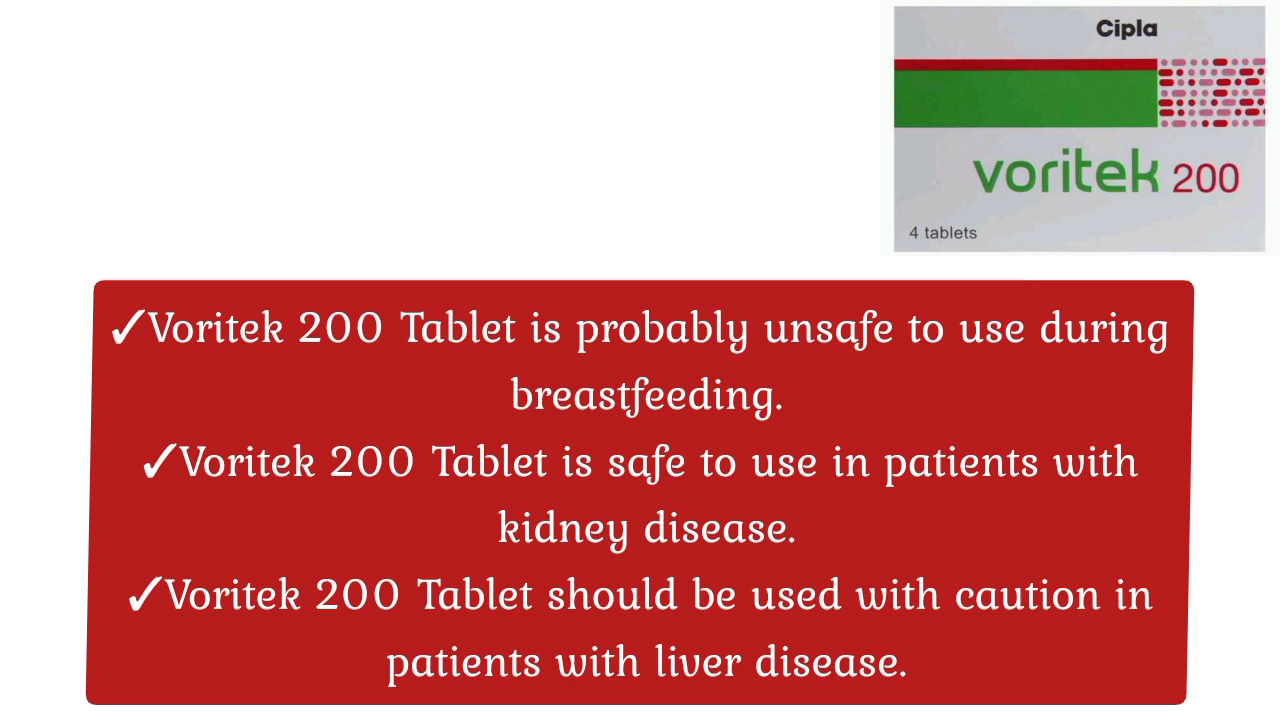 Cipla
voritek 200
4 tablets
✓Voritek 200 Tablet is probably unsafe to use during
breastfeeding.
✓Voritek 200 Tablet is safe to use in patients with
kidney disease.
✓Voritek 200 Tablet should be used with caution in
patients with liver disease.